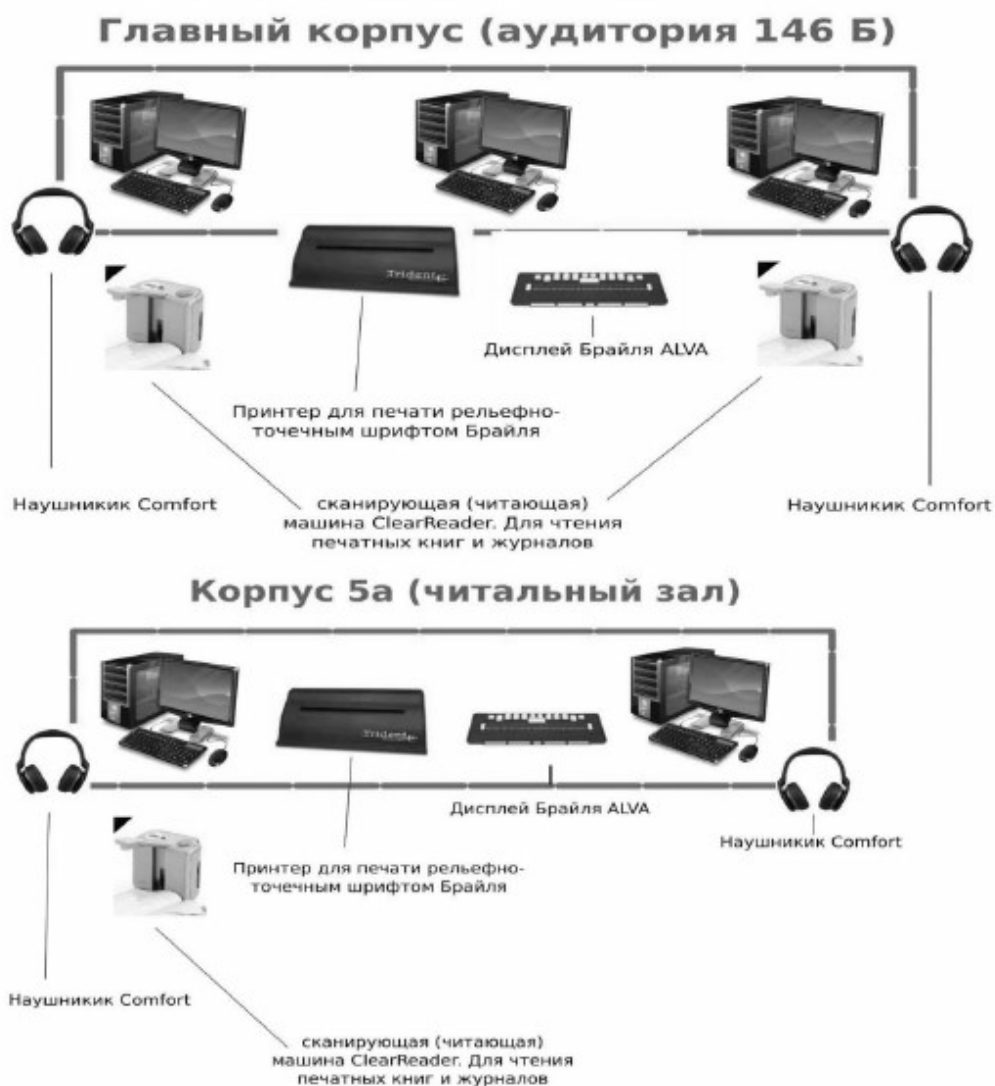 Главный корпус (аудитория 146 Б)
Trident
Дисплей Брайля ALVA
Принтер для печати рельефно-
точечным шрифтом Брайля
Наушникик Comfort
сканирующая (читающая)
машина ClearReader. Для чтения
печатных книг и журналов
Наушникик Comfort
Корпус 5а (читальный зал)
Trident
Дисплей Брайля ALVA
Наушникик Comfort
Принтер для печати рельефно-
точечным шрифтом Брайля
Наушникик Comfort
сканирующая (читающая)
машина ClearReader. Для чтения
печатных книг и журналов